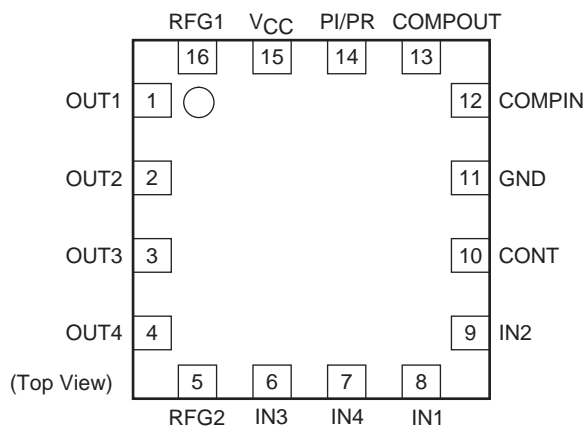 RFG1 VCC PI/PR COMPOUT
16 15 14 13
OUT1 1 12 COMPIN
OUT2 2 11 GND
OUT3 3 10 CONT
OUT4 4 9 IN2
(Top View) 5 6 7 8
RFG2 IN3 IN4 IN1